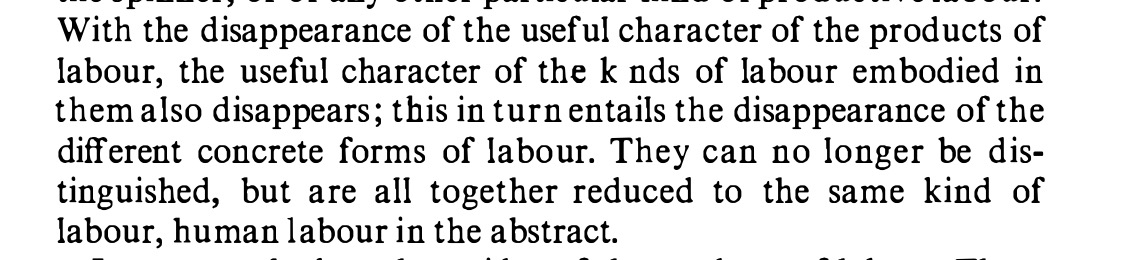 With the disappearance of the useful character of the products of
labour, the useful character of the k nds of labour embodied in
them also disappears; this in turn entails the disappearance of the
different concrete forms of labour. They can no longer be dis-
tinguished, but are all together reduced to the same kind of
labour, human labour in the abstract.